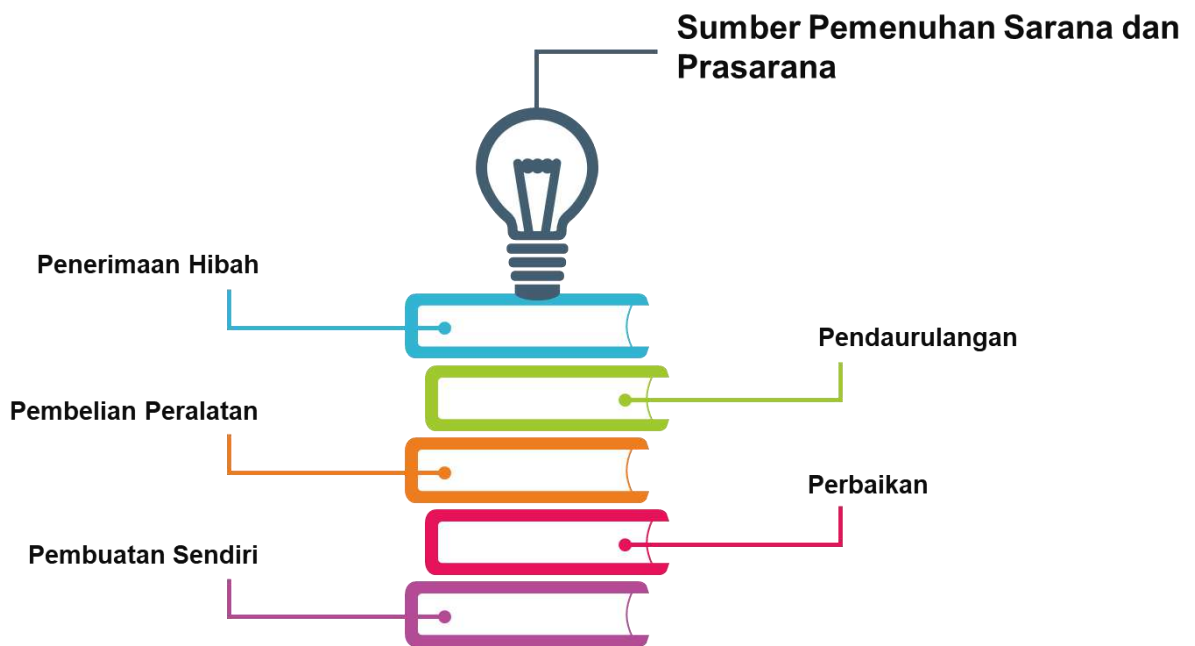 Sumber Pemenuhan Sarana dan
Prasarana
Penerimaan Hibah
Pendaurulangan
Pembelian Peralatan
Perbaikan
Pembuatan Sendiri